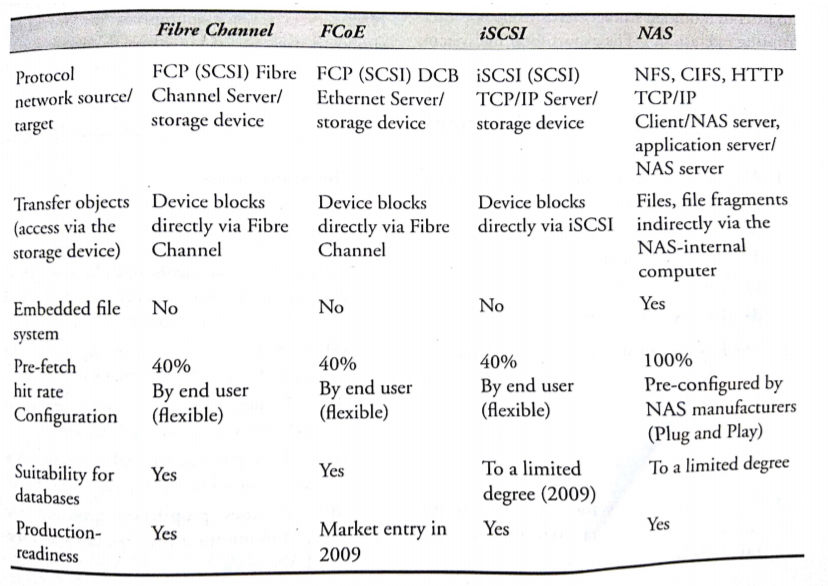 Fibre Channel FCoE iSCSI NAS
Protocol FCP (SCSI) Fibre FCP (SCSI) DCB iSCSI (SCSI) NFS, CIFS, HTTP
network source/ Channel Server/ Ethernet Server/ TCP/IP Server/ TCP/IP
target storage device storage device storage device Client/NAS server,
application server/
NAS server
Transfer objects Device blocks Device blocks Device blocks Files, file fragments
(access via the directly via Fibre directly via Fibre directly via iSCSI indirectly via the
storage device) Channel Channel NAS-internal
computer
Embedded file No No No Yes
system
Pre-fetch 40% 40% 40% 100%
hit rate By end user By end user By end user Pre-configured by
Configuration (flexible) (flexible) (flexible) NAS manufacturers
(Plug and Play)
Suitability for Yes Yes To a limited To a limited degree
databases degree (2009)
Production- Yes Market entry in Yes Yes
readiness 2009